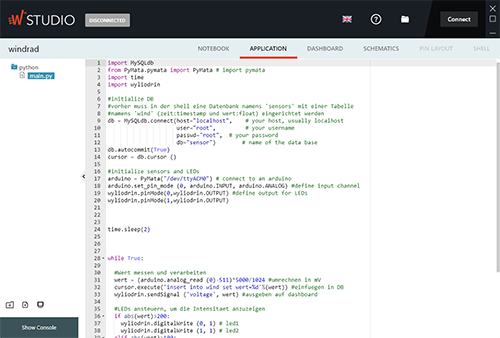 W STUDIO DISCONNECTED Connect
windrad NOTEBOOK APPLICATION DASHBOARD SCHEMATICS PIN LAYOUT SHELL
python
main.py
1 import MySQLdb
2 from PyMata.pymata import PyMata # import pymata
3 import time
4 import wyliodrin
5
6 #initialize DB
7 #vorher muss in der shell eine Datenbank namens 'sensors' mit einer Tabelle
8 #namens 'wind' (zeit:timestamp und wert:float) eingerichtet werden
9 db = MySQLdb.connect(host="localhost", # your host, usually localhost
10 user="root", # your username
11 passwd="root", # your password
12 db="sensor") # name of the data base
13 db.autocommit(True)
14 cursor = db.cursor ()
15
16 #initialize sensors and LEDs
17 arduino = PyMata("/dev/ttyACM0") # connect to an arduino
18 arduino.set_pin_mode (0, arduino.INPUT, arduino.ANALOG) #define input channel
19 wyliodrin.pinMode(0,wyliodrin.OUTPUT) #define output for LEDs
20 wyliodrin.pinMode(1,wyliodrin.OUTPUT)
21
22
23
24 time.sleep(2)
25
26
27
28 while True:
29
30 #Wert messen und verarbeiten
31 wert = (arduino.analog_read (0)-511)*5000/1024 #umrechnen in mV
32 cursor.execute('insert into wind set wert=%d'%(wert)) #einfuegen in DB
33 wyliodrin.sendSignal ('voltage', wert) #ausgeben auf dashboard
34
35 #LEDs ansteuern, um die Intensitaet anzuzeigen
36 if abs(wert)>200:
37 wyliodrin.digitalWrite (0, 1) # led1
38 wyliodrin.digitalWrite (1, 1) # led2
Show Console